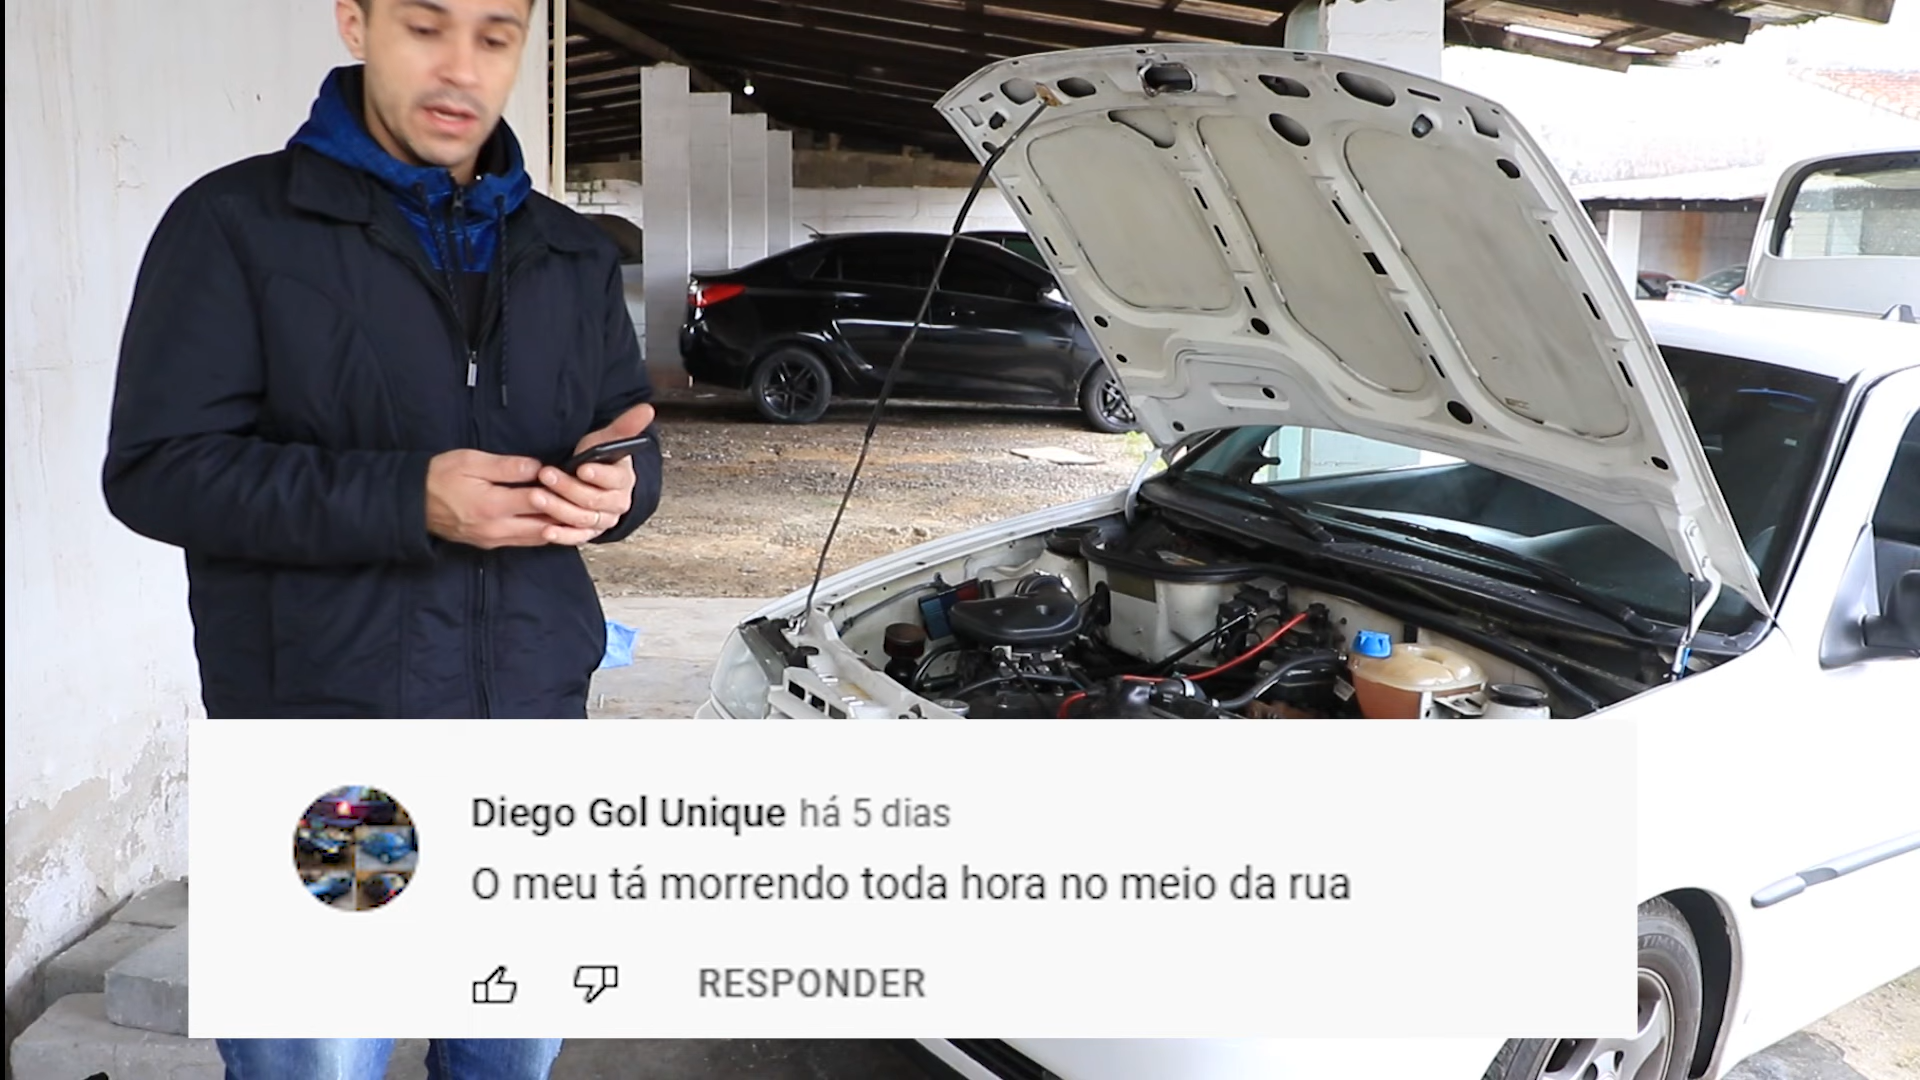 Diego Gol Unique há 5 dias
O meu tá morrendo toda hora no meio da rua
RESPONDER